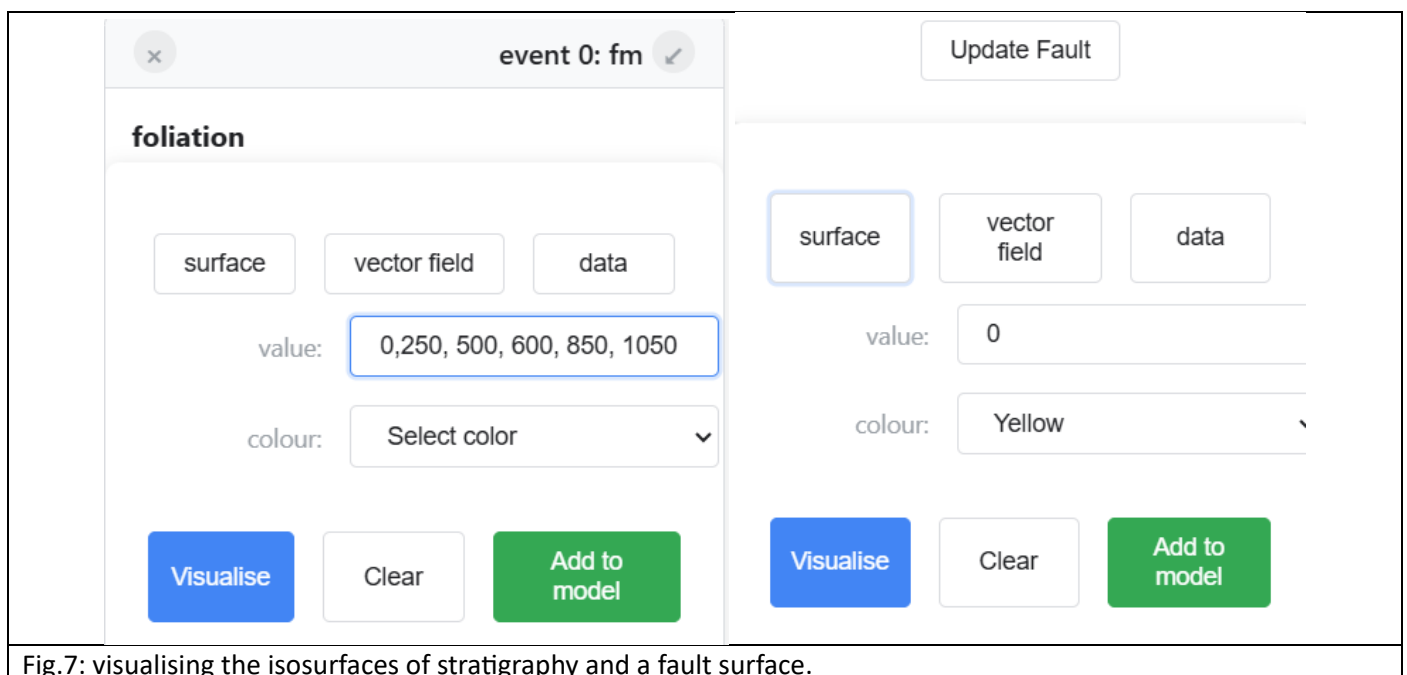 ×
event 0: fm
foliation
surface
vector field
data
value:
0,250, 500, 600, 850, 1050
colour:
Select color
Visualise
Clear
Add to
model
Update Fault
surface
vector
field
data
value:
0
colour:
Yellow
Visualise
Clear
Add to
model
Fig.7: visualising the isosurfaces of stratigraphy and a fault surface.